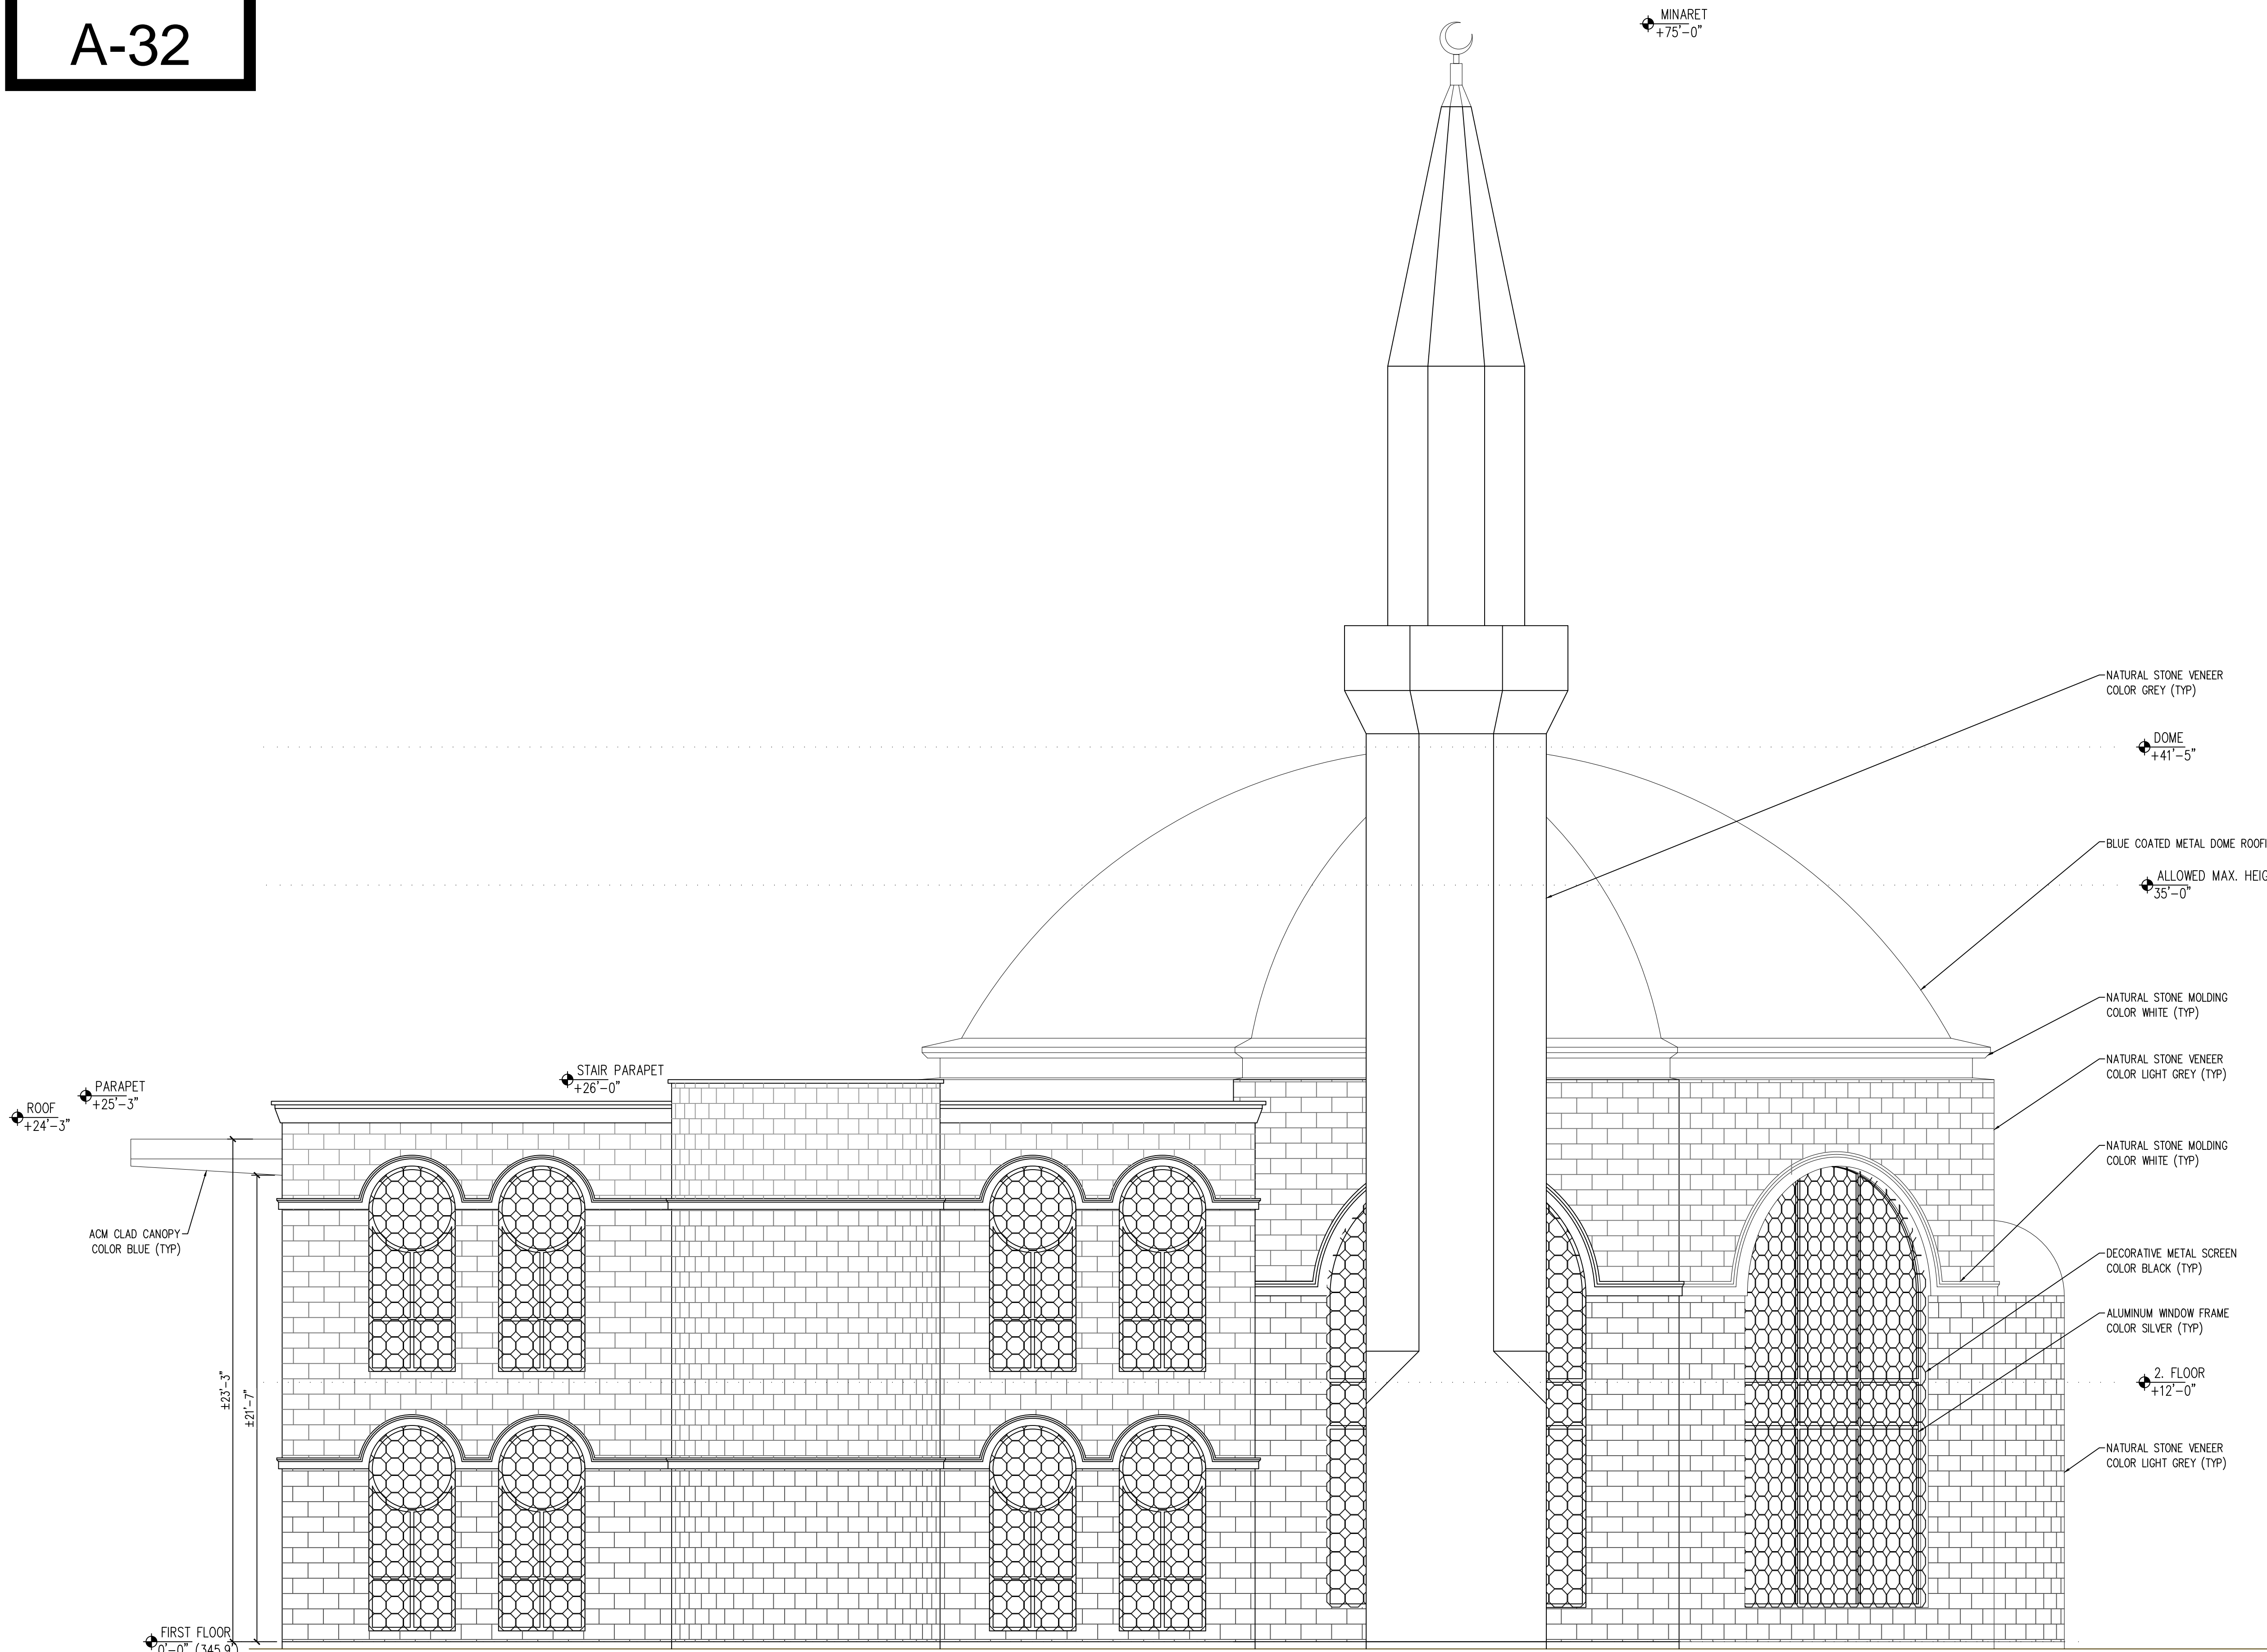 A-32
MINARET
+75'-0"
NATURAL STONE VENEER
COLOR GREY (TYP)
DOME
+41'-5"
BLUE COATED METAL DOME ROOFI
ALLOWED MAX. HEIG
35'-0"
NATURAL STONE MOLDING
COLOR WHITE (TYP)
NATURAL STONE VENEER
COLOR LIGHT GREY (TYP)
STAIR PARAPET
+26'-0"
PARAPET
+25'-3"
ROOF
+24'-3"
NATURAL STONE MOLDING
COLOR WHITE (TYP)
ACM CLAD CANOPY
COLOR BLUE (TYP)
DECORATIVE METAL SCREEN
COLOR BLACK (TYP)
ALUMINUM WINDOW FRAME
COLOR SILVER (TYP)
±23'-3"
±21'-7"
2. FLOOR
+12'-0"
NATURAL STONE VENEER
COLOR LIGHT GREY (TYP)
FIRST FLOOR
0'-0" (345.9')